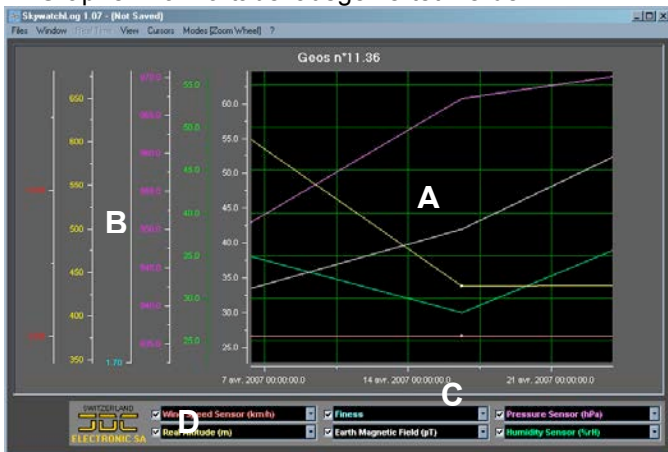 SkywatchLog 1.07 - (Not Saved)
Files Window Real Time View Cursors Modes [Zoom Wheel] ?
Geos n°11.36
A
B
C
D
650
600
550
500
450
400
350
1.70
55.0
50.0
45.0
40.0
35.0
30.0
25.0
60.0
55.0
50.0
45.0
40.0
35.0
30.0
25.0
7 avr. 2007 00:00:00.0 14 avr. 2007 00:00:00.0 21 avr. 2007 00:00:00.0
SWITZERLAND
JDC
ELECTRONIC SA
Wind Speed Sensor (km/h) Finess Pressure Sensor (hPa)
Real Altitude (m) Earth Magnetic Field (µT) Humidity Sensor (%rH)